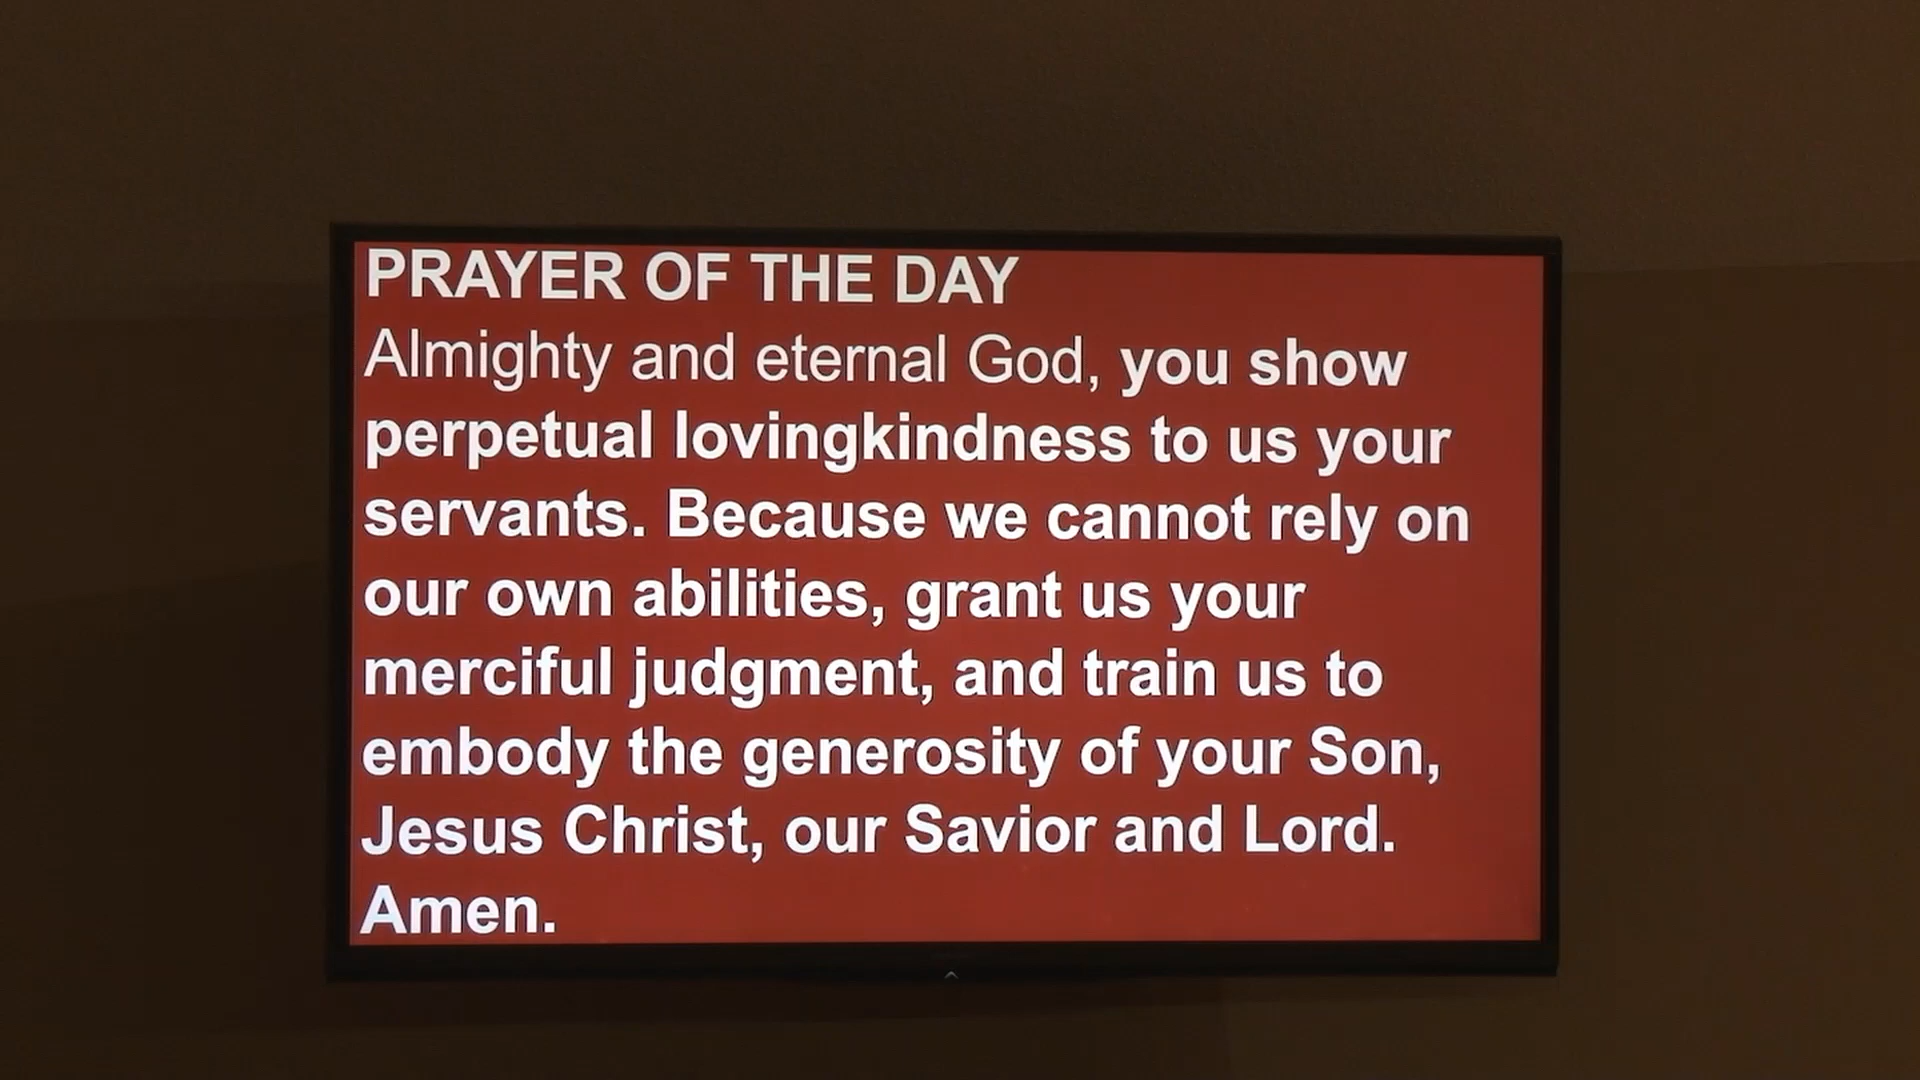 PRAYER OF THE DAY
Almighty and eternal God, you show
perpetual lovingkindness to us your
servants. Because we cannot rely on
our own abilities, grant us your
merciful judgment, and train us to
embody the generosity of your Son,
Jesus Christ, our Savior and Lord.
Amen.